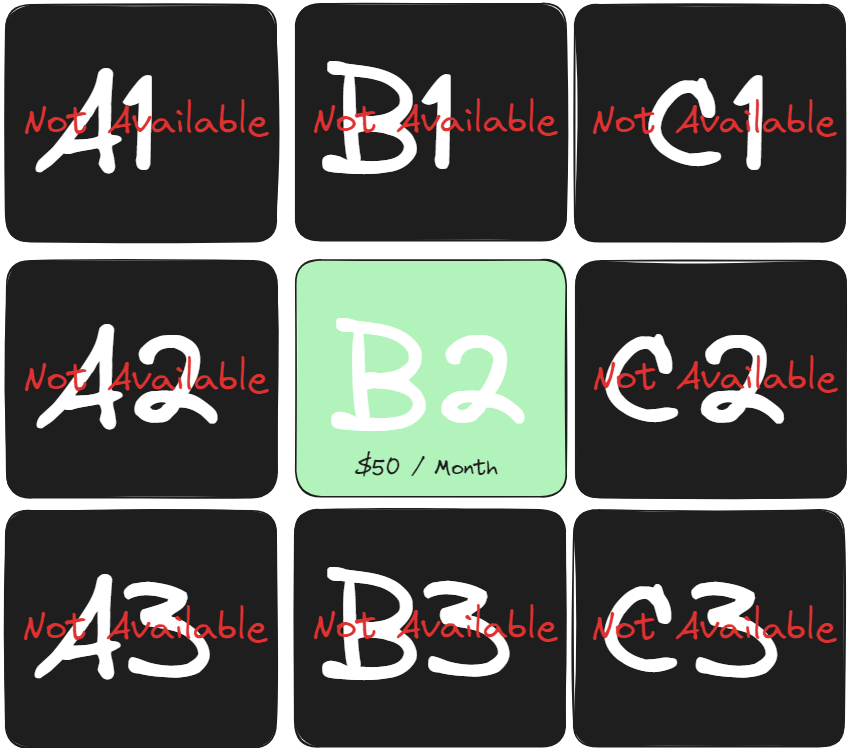 A1
Not Available
B1
Not Available
C1
Not Available
A2
Not Available
B2
$50 / Month
C2
Not Available
A3
Not Available
B3
Not Available
C3
Not Available